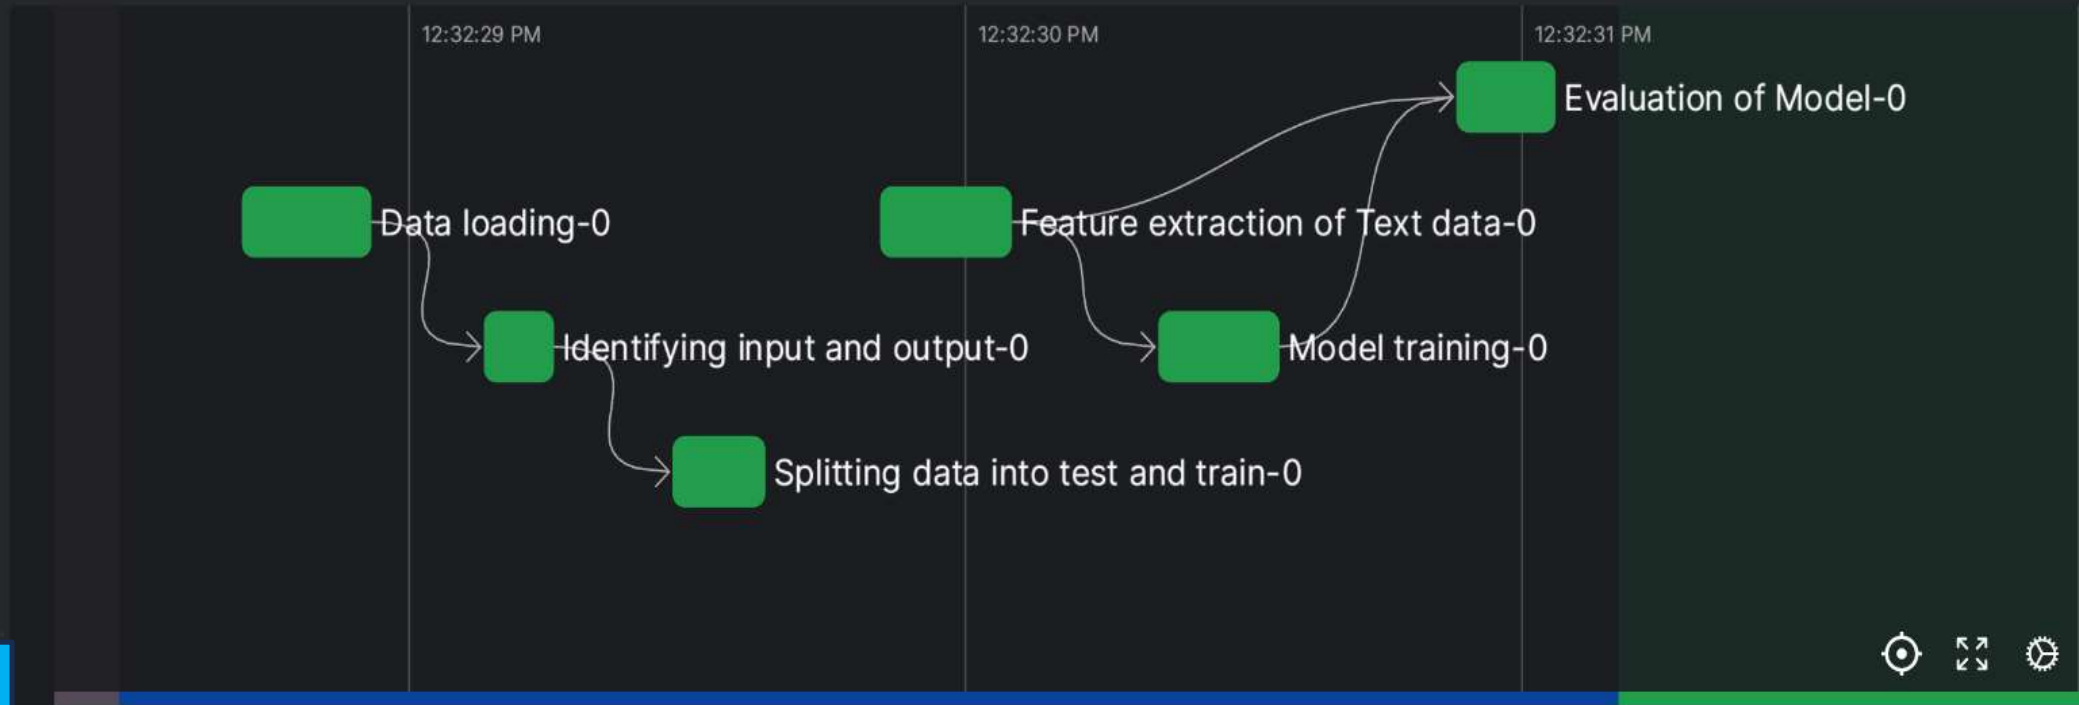 12:32:29 PM
12:32:30 PM
12:32:31 PM
Evaluation of Model-0
Data loading-0
Feature extraction of Text data-0
Identifying input and output-0
Model training-0
Splitting data into test and train-0